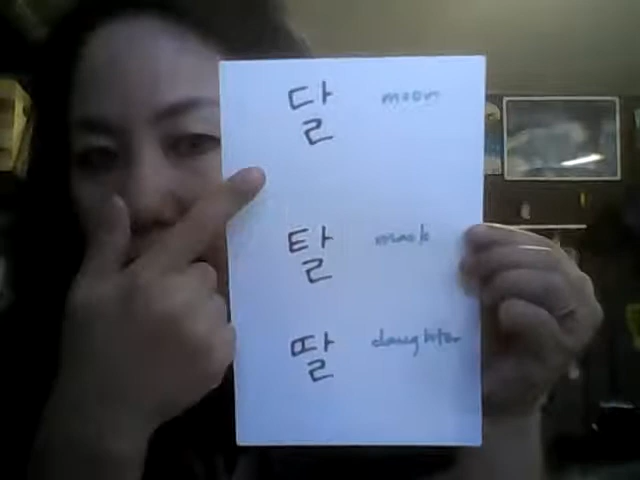 달 moon
탈 mask
딸 daughter